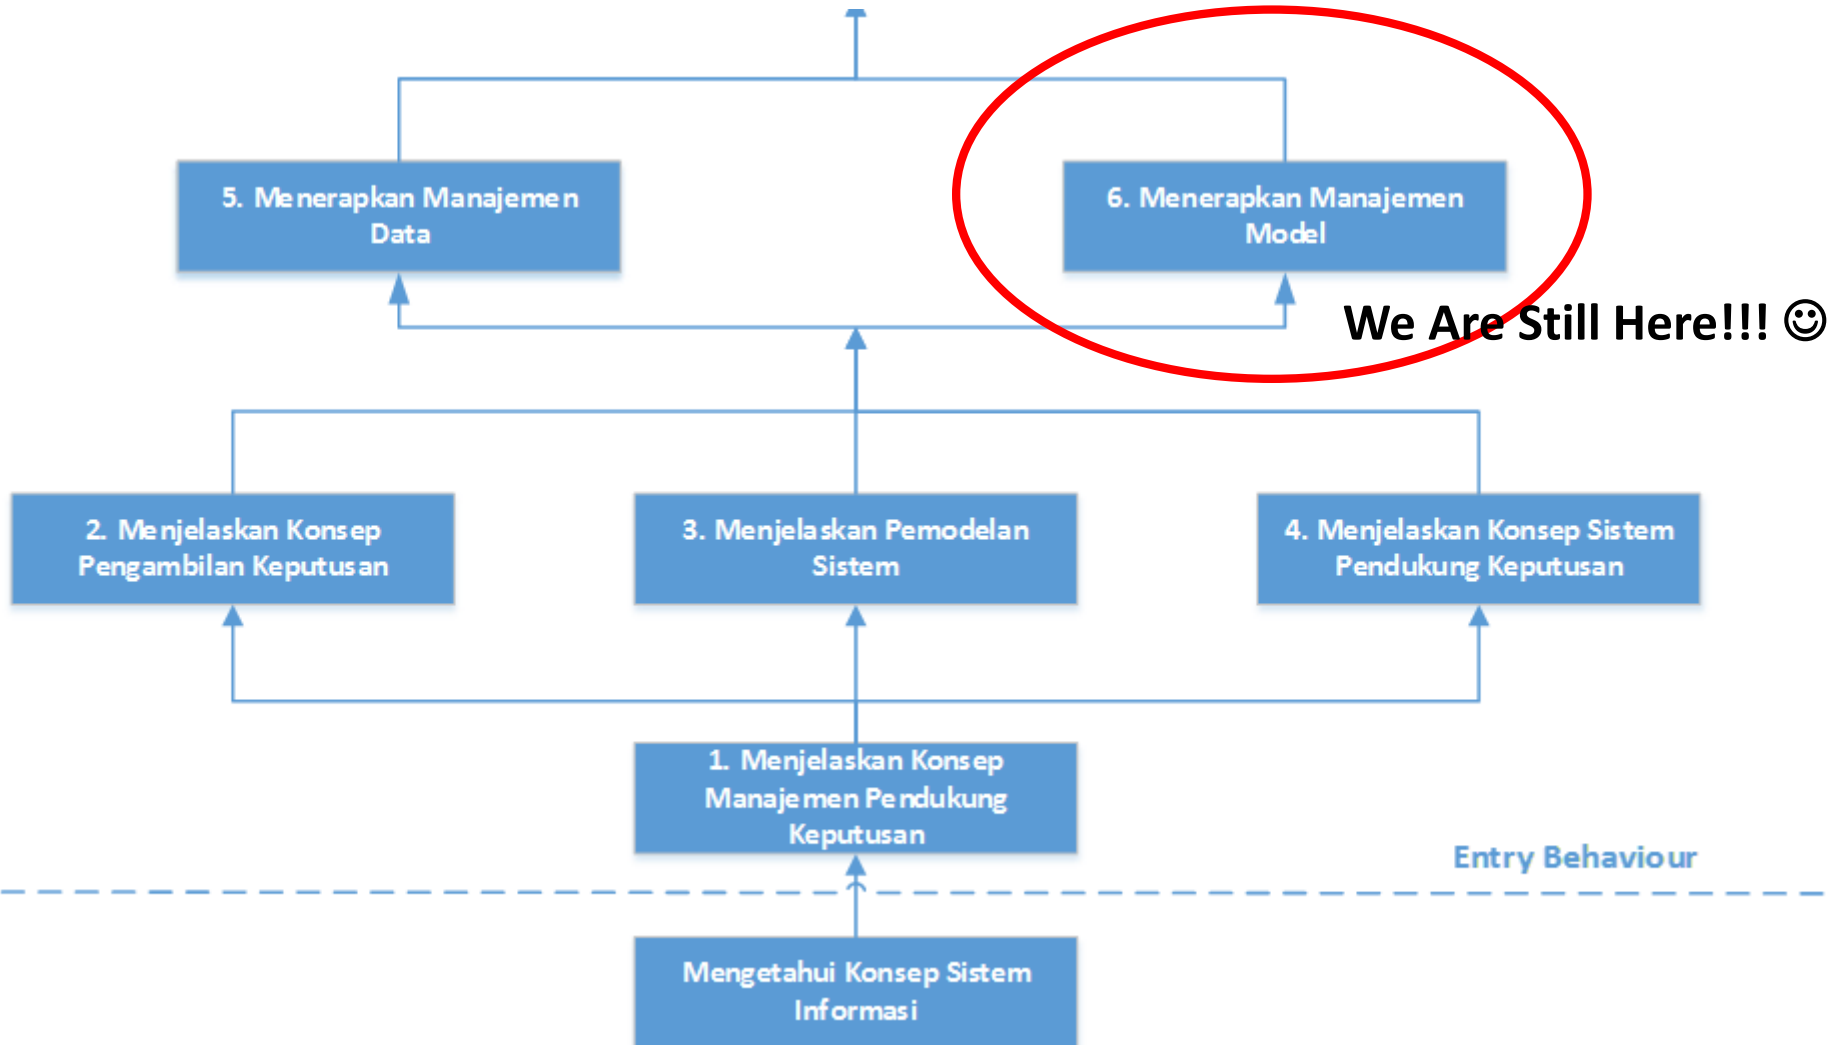 5. Menerapkan Manajemen
Data
6. Menerapkan Manajemen
Model
We Are Still Here!!! ☺
2. Menjelaskan Konsep
Pengambilan Keputusan
3. Menjelaskan Pemodelan
Sistem
4. Menjelaskan Konsep Sistem
Pendukung Keputusan
1. Menjelaskan Konsep
Manajemen Pendukung
Keputusan
Entry Behaviour
Mengetahui Konsep Sistem
Informasi